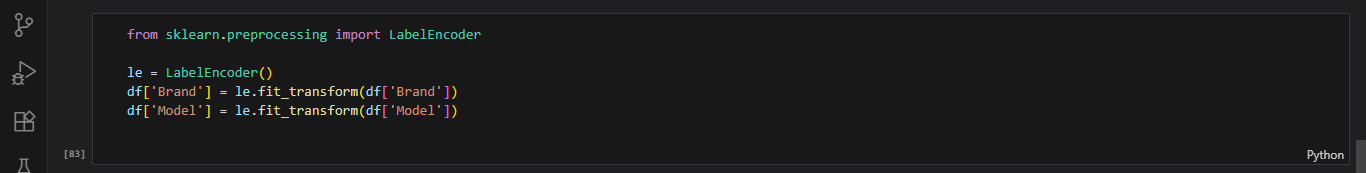 from sklearn.preprocessing import LabelEncoder
le = LabelEncoder()
df['Brand'] = le.fit_transform(df['Brand'])
df['Model'] = le.fit_transform(df['Model'])
[83]
Python